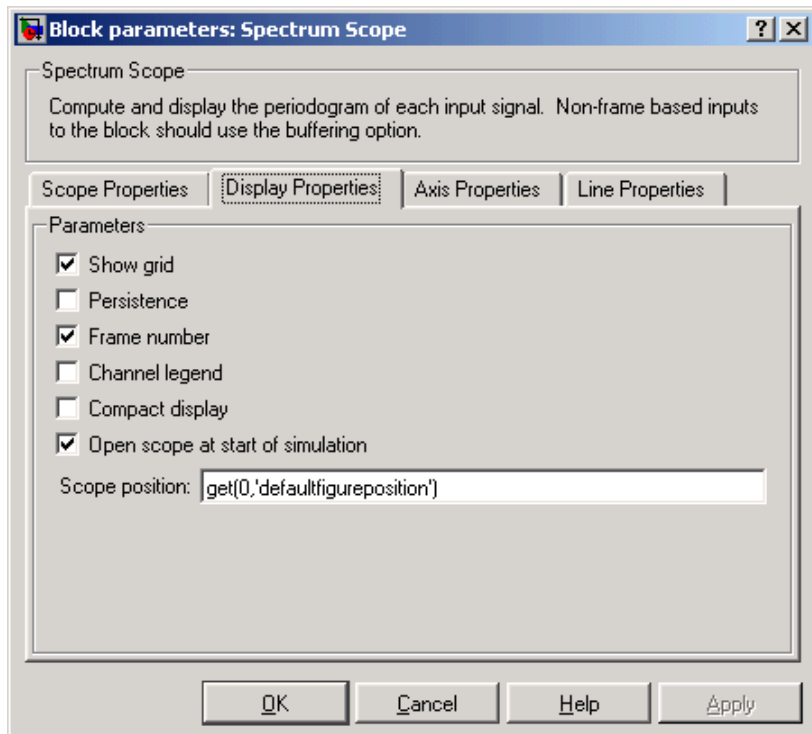 Block parameters: Spectrum Scope
Spectrum Scope
Compute and display the periodogram of each input signal. Non-frame based inputs
to the block should use the buffering option.
Scope Properties Display Properties Axis Properties Line Properties
Parameters
Show grid
Persistence
Frame number
Channel legend
Compact display
Open scope at start of simulation
Scope position: get(0,'defaultfigureposition')
OK Cancel Help Apply